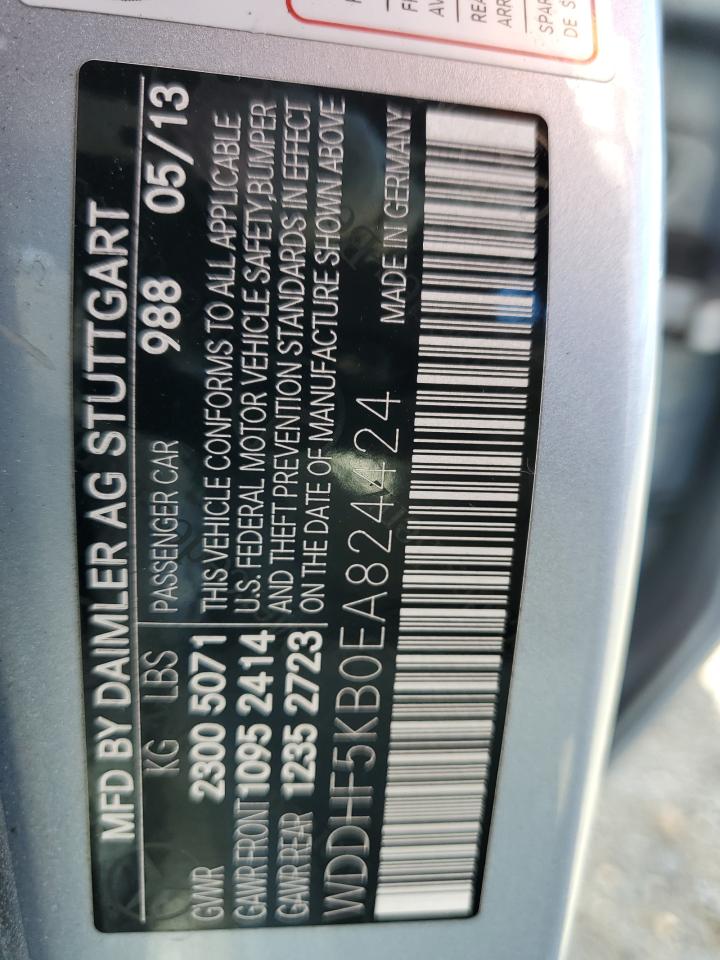 MFD BY DAIMLER AG STUTTGART
KG LBS PASSENGER CAR 988 05/13
GWR 2300 5071
GAWR FRONT 1095 2414
GAWR REAR 1235 2723
THIS VEHICLE CONFORMS TO ALL APPLICABLE
U.S. FEDERAL MOTOR VEHICLE SAFETY, BUMPER
AND THEFT PREVENTION STANDARDS IN EFFECT
ON THE DATE OF MANUFACTURE SHOWN ABOVE
WDDHF5KB0EA824424 MADE IN GERMANY